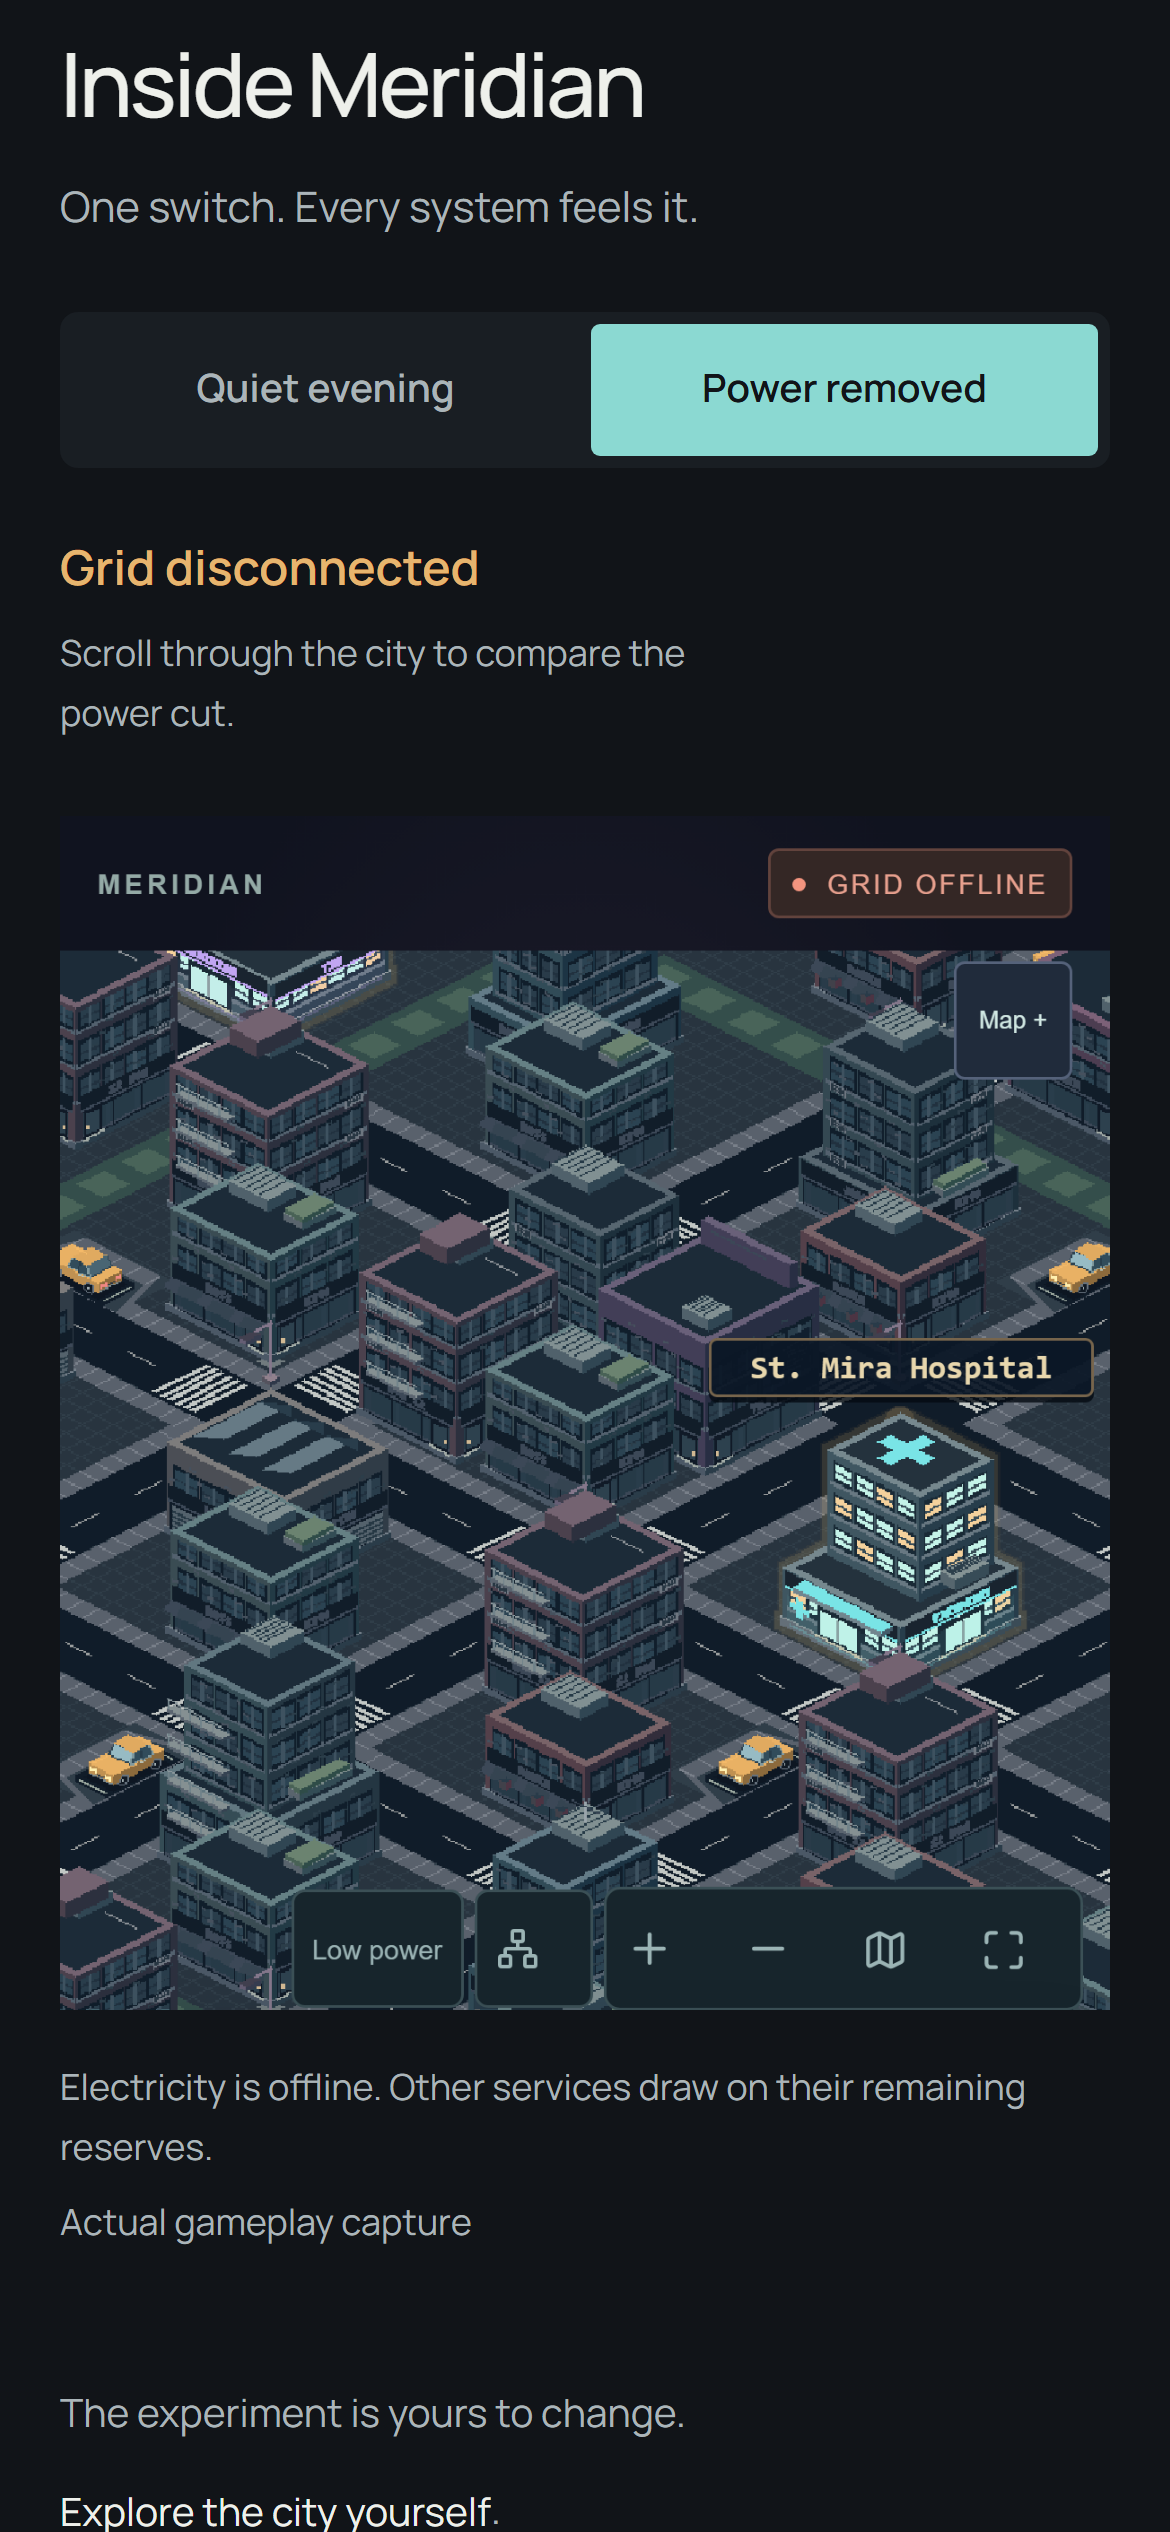 Inside Meridian
One switch. Every system feels it.
Quiet evening
Power removed
Grid disconnected
Scroll through the city to compare the
power cut.
MERIDIAN
GRID OFFLINE
Map +
St. Mira Hospital
Low power
Electricity is offline. Other services draw on their remaining
reserves.
Actual gameplay capture
The experiment is yours to change.
Explore the city yourself.